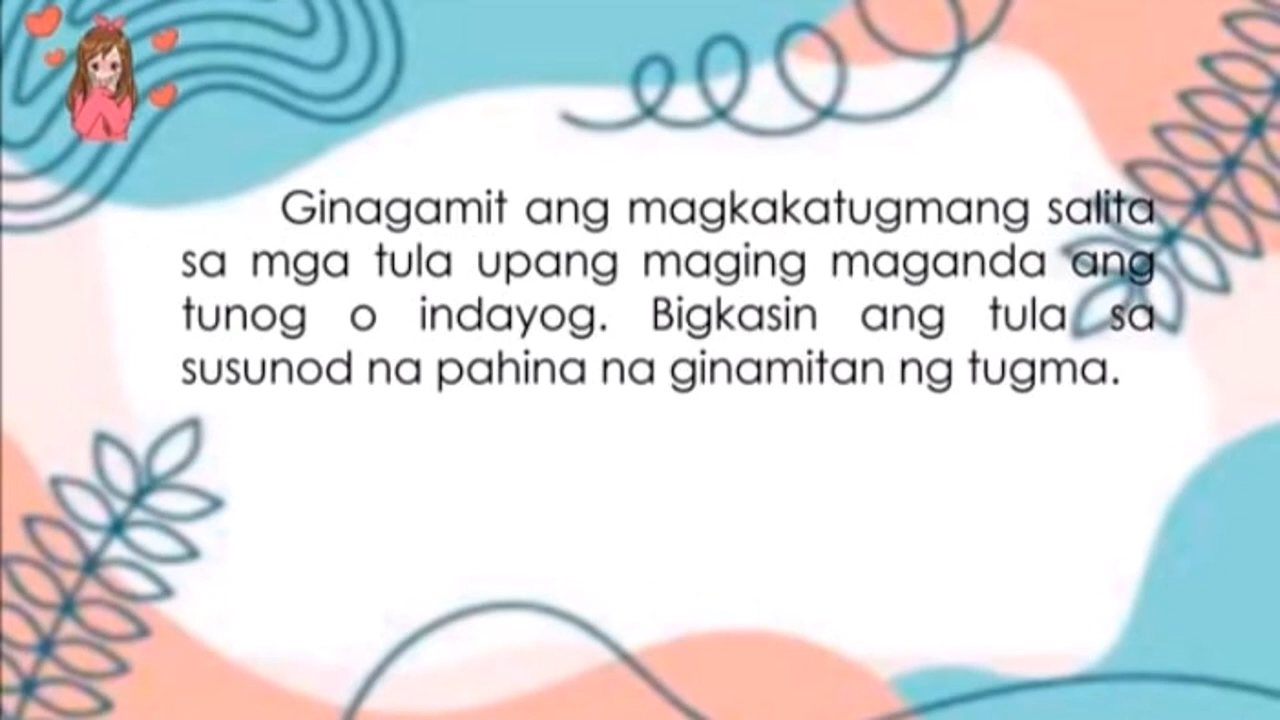 Ginagamit ang magkakatugmang salita
sa mga tula upang maging maganda ang
tunog o indayog. Bigkasin ang tula sa
susunod na pahina na ginamitan ng tugma.